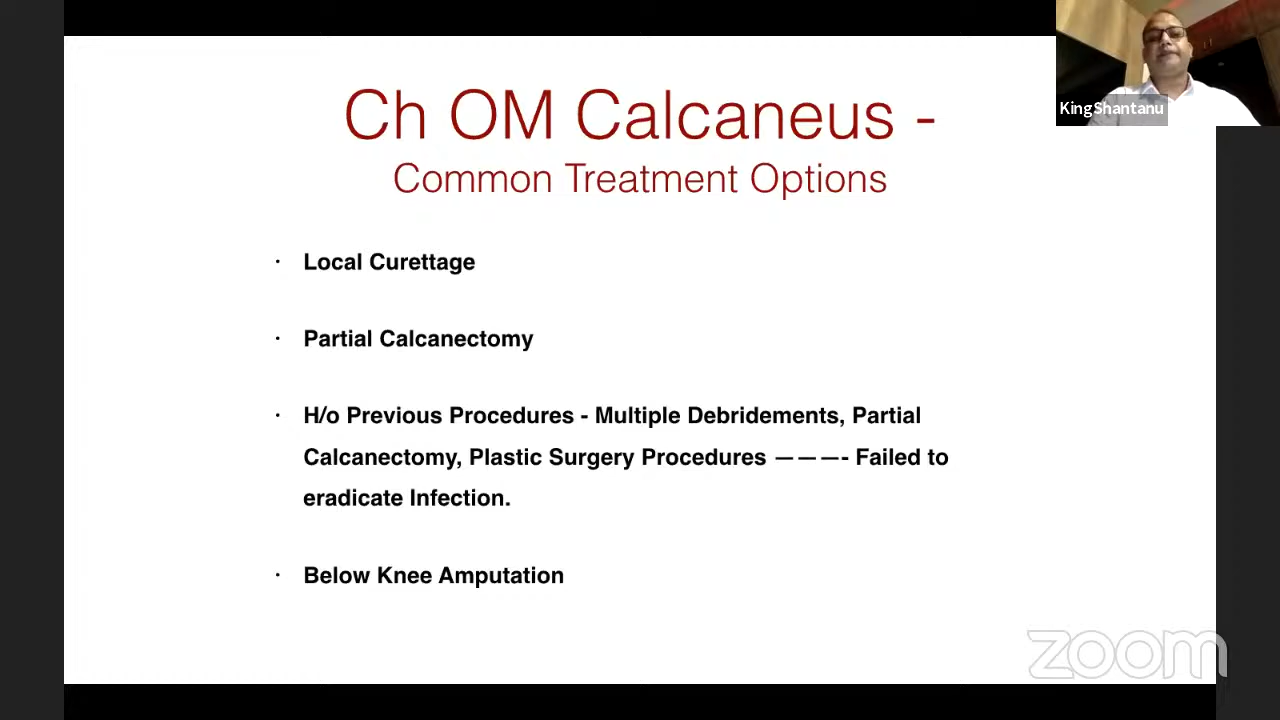 Ch OM Calcaneus -
Common Treatment Options
KingShantanu
· Local Curettage
· Partial Calcanectomy
· H/o Previous Procedures - Multiple Debridements, Partial
Calcanectomy, Plastic Surgery Procedures ———- Failed to
eradicate Infection.
· Below Knee Amputation
zoom